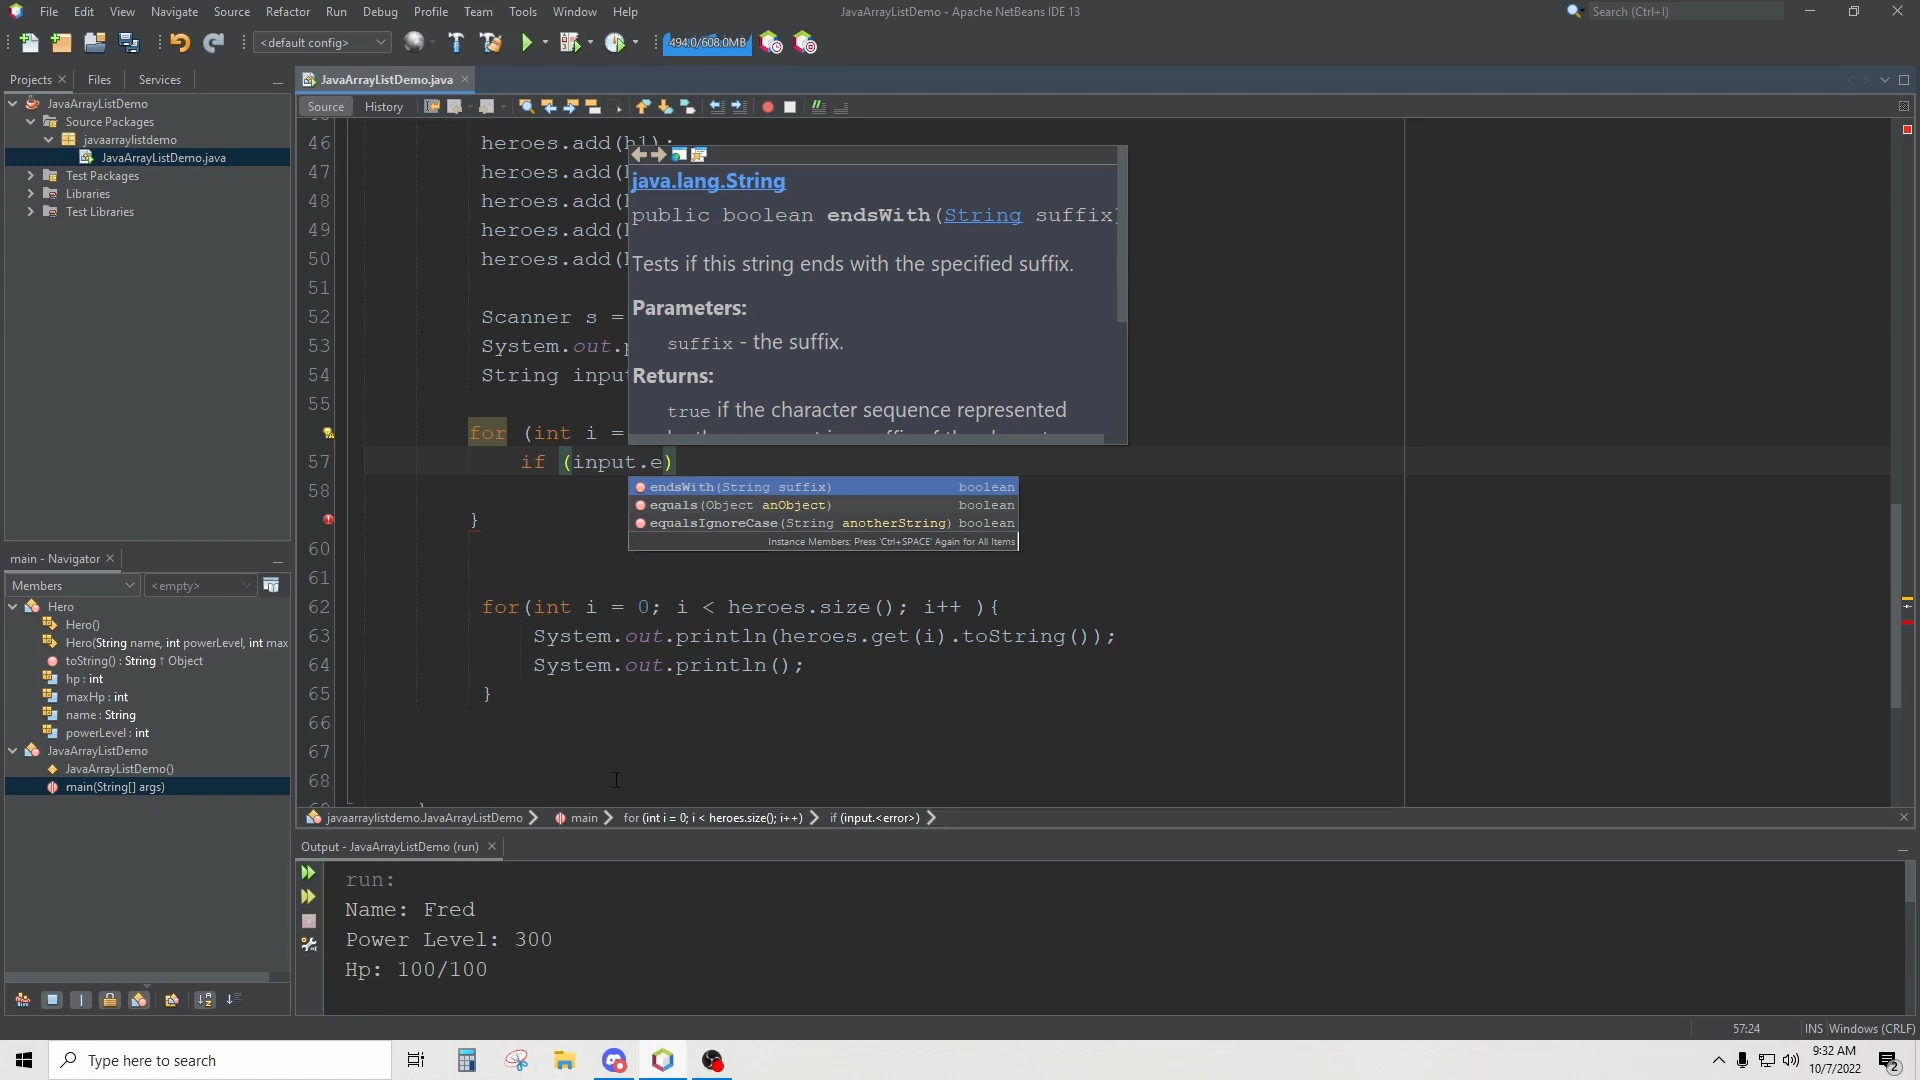 File Edit View Navigate Source Refactor Run Debug Profile Team Tools Window Help
JavaArrayListDemo - Apache NetBeans IDE 13
Search (Ctrl+I)
<default config>
494.0/608.0MB
Projects
Files
Services
JavaArrayListDemo
Source Packages
javaarraylistdemo
JavaArrayListDemo.java
Test Packages
Libraries
Test Libraries
JavaArrayListDemo.java
Source
History
46 heroes.add(h1);
47 heroes.add(
48 heroes.add(
49 heroes.add(
50 heroes.add(
51
52 Scanner s =
53 System.out.
54 String input
55
for (int i =
57 if (input.e)
58
}
60
61
62 for(int i = 0; i < heroes.size(); i++ ){
63 System.out.println(heroes.get(i).toString());
64 System.out.println();
65 }
66
67
68
java.lang.String
public boolean endsWith(String suffix)
Tests if this string ends with the specified suffix.
Parameters:
suffix - the suffix.
Returns:
true if the character sequence represented
endsWith(String suffix) boolean
equals(Object anObject) boolean
equalsIgnoreCase(String anotherString) boolean
Instance Members; Press 'Ctrl+SPACE' Again for All Items
main - Navigator
Members
<empty>
Hero
Hero()
Hero(String name, int powerLevel, int max
toString() : String ↑ Object
hp : int
maxHp : int
name : String
powerLevel : int
JavaArrayListDemo
JavaArrayListDemo()
main(String[] args)
javaarraylistdemo.JavaArrayListDemo
main
for (int i = 0; i < heroes.size(); i++)
if (input.<error>)
Output - JavaArrayListDemo (run)
run:
Name: Fred
Power Level: 300
Hp: 100/100
57:24
INS
Windows (CRLF)
Type here to search
9:32 AM
10/7/2022
2